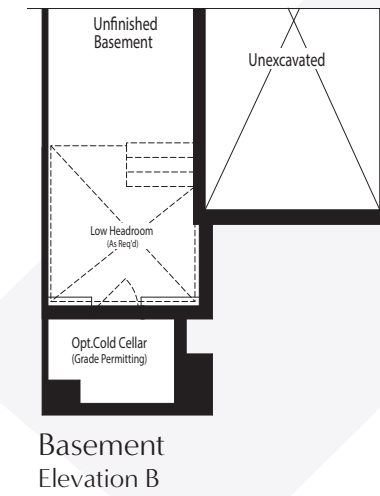 Unfinished
Basement
Unexcavated
Low Headroom
(As Req'd)
Opt.Cold Cellar
(Grade Permitting)
Basement
Elevation B